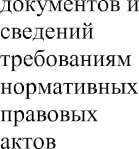 документов и
сведений
требованиям
нормативных
правовых
актов